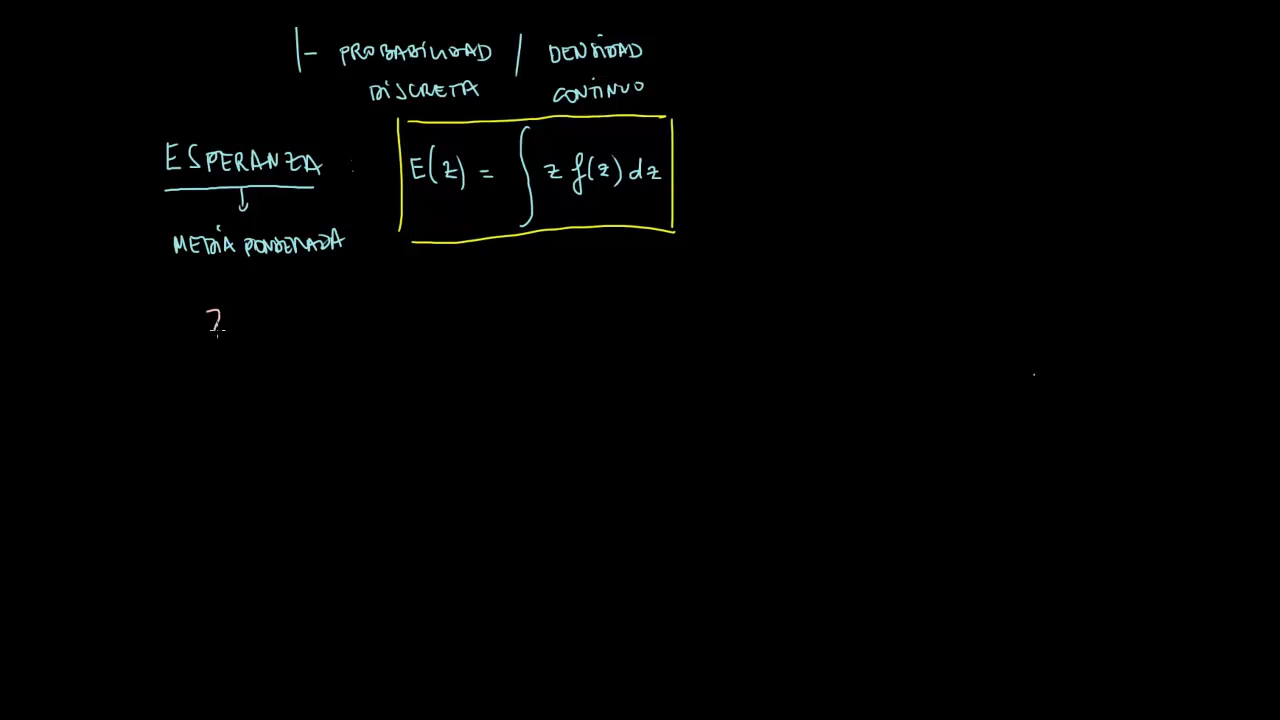 |- PROBABILIDAD / DENSIDAD
DISCRETA CONTINUO
ESPERANZA : E(z) = ∫ z f(z) dz
MEDIA PONDERADA